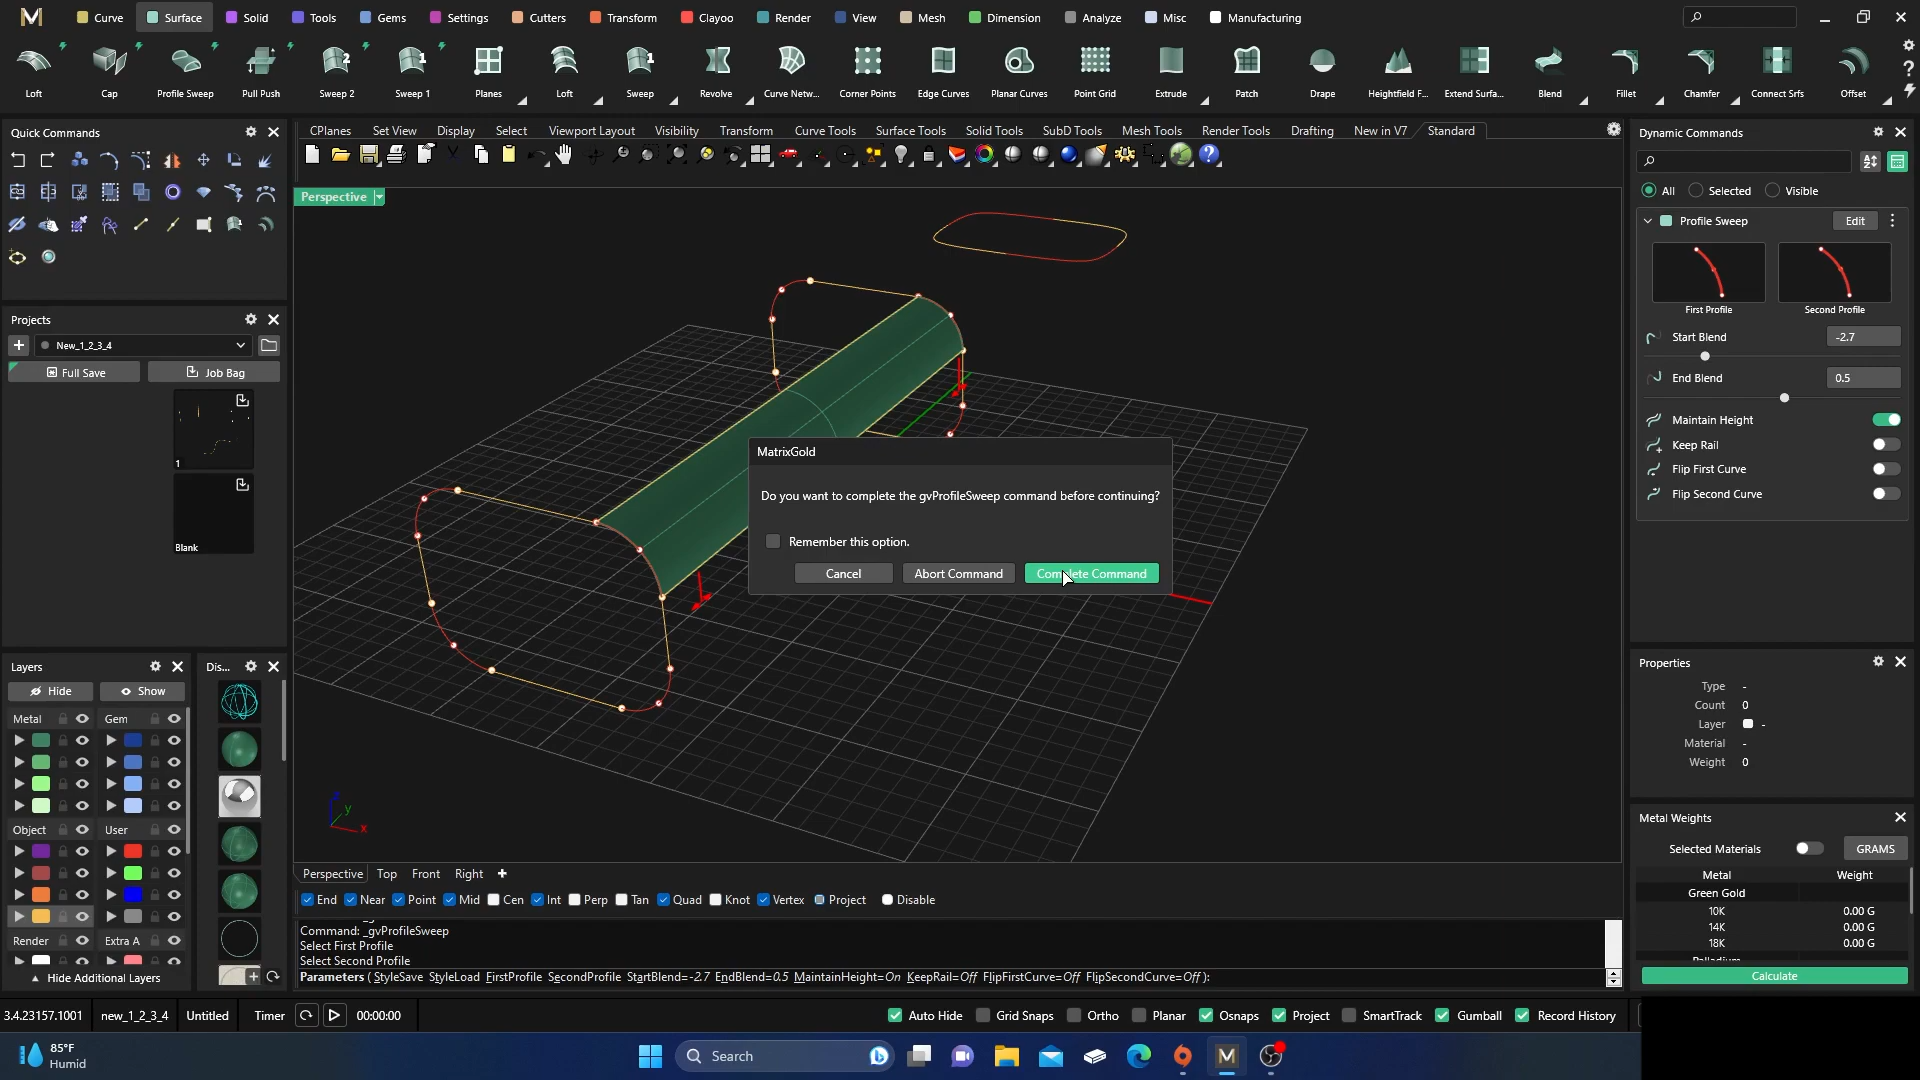 Curve Surface Solid Tools Gems Settings Cutters Transform Clayoo Render View Mesh Dimension Analyze Misc Manufacturing
Loft Cap Profile Sweep Pull Push Sweep 2 Sweep 1 Planes Loft Sweep Revolve Curve Netw... Corner Points Edge Curves Planar Curves Point Grid Extrude Patch Drape Heightfield F... Extend Surfa... Blend Fillet Chamfer Connect Srfs Offset
Quick Commands
CPlanes Set View Display Select Viewport Layout Visibility Transform Curve Tools Surface Tools Solid Tools SubD Tools Mesh Tools Render Tools Drafting New in V7 Standard
Perspective
Projects
New_1_2_3_4
Full Save Job Bag
1
Blank
Layers
Hide Show
Metal Gem
Object User
Render Extra A
Hide Additional Layers
Dis...
MatrixGold
Do you want to complete the gvProfileSweep command before continuing?
Remember this option.
Cancel Abort Command Complete Command
x y
Perspective Top Front Right
End Near Point Mid Cen Int Perp Tan Quad Knot Vertex Project Disable
Command: _gvProfileSweep
Select First Profile
Select Second Profile
Parameters ( StyleSave StyleLoad FirstProfile SecondProfile StartBlend=-2.7 EndBlend=0.5 MaintainHeight=On KeepRail=Off FlipFirstCurve=Off FlipSecondCurve=Off ):
Dynamic Commands
All Selected Visible
Profile Sweep Edit
First Profile Second Profile
Start Blend -2.7
End Blend 0.5
Maintain Height
Keep Rail
Flip First Curve
Flip Second Curve
Properties
Type -
Count 0
Layer -
Material -
Weight 0
Metal Weights
Selected Materials GRAMS
Metal Weight
Green Gold
10K 0.00 G
14K 0.00 G
18K 0.00 G
Palladium
Calculate
3.4.23157.1001 new_1_2_3_4 Untitled Timer 00:00:00 Auto Hide Grid Snaps Ortho Planar Osnaps Project SmartTrack Gumball Record History
85°F
Humid
Search